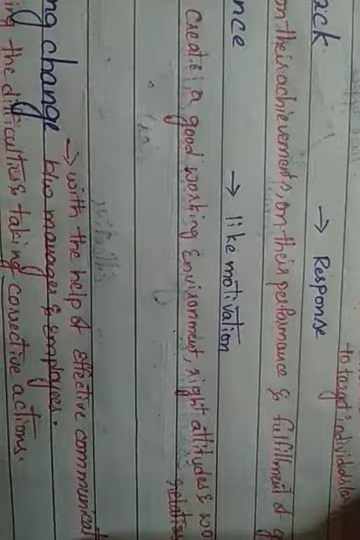 to target individuals
ack → Response
on their achievements, on their performance & fulfillment of g
nce → like motivation
Create's a good working Environment, right attitudes & wo
relation
ng change → with the help of effective communicat
b/w managers & employees.
ing the difficulties & taking corrective actions.